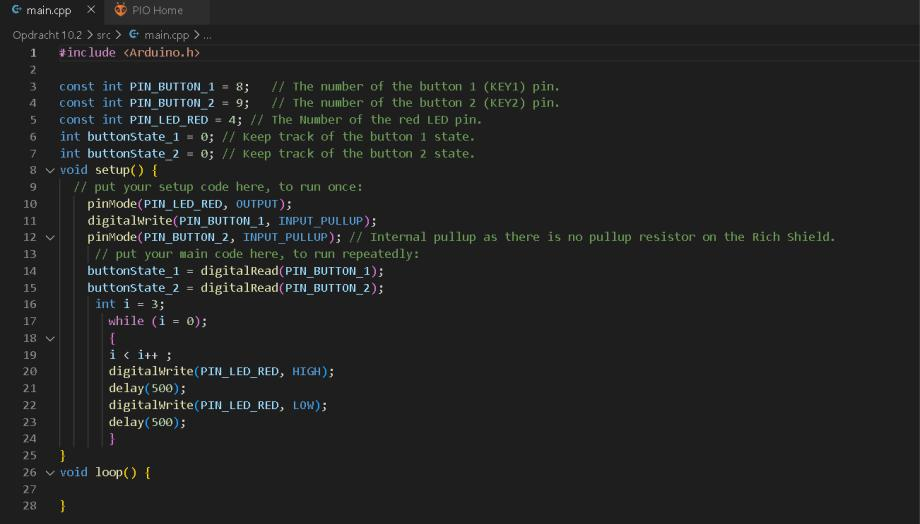 main.cpp × PIO Home
Opdracht 10.2 > src > main.cpp > ...
1 #include <Arduino.h>
2
3 const int PIN_BUTTON_1 = 8; // The number of the button 1 (KEY1) pin.
4 const int PIN_BUTTON_2 = 9; // The number of the button 2 (KEY2) pin.
5 const int PIN_LED_RED = 4; // The Number of the red LED pin.
6 int buttonState_1 = 0; // Keep track of the button 1 state.
7 int buttonState_2 = 0; // Keep track of the button 2 state.
8 void setup() {
9 // put your setup code here, to run once:
10 pinMode(PIN_LED_RED, OUTPUT);
11 digitalWrite(PIN_BUTTON_1, INPUT_PULLUP);
12 pinMode(PIN_BUTTON_2, INPUT_PULLUP); // Internal pullup as there is no pullup resistor on the Rich Shield.
13 // put your main code here, to run repeatedly:
14 buttonState_1 = digitalRead(PIN_BUTTON_1);
15 buttonState_2 = digitalRead(PIN_BUTTON_2);
16 int i = 3;
17 while (i = 0);
18 {
19 i < i++ ;
20 digitalWrite(PIN_LED_RED, HIGH);
21 delay(500);
22 digitalWrite(PIN_LED_RED, LOW);
23 delay(500);
24 }
25 }
26 void loop() {
27
28 }